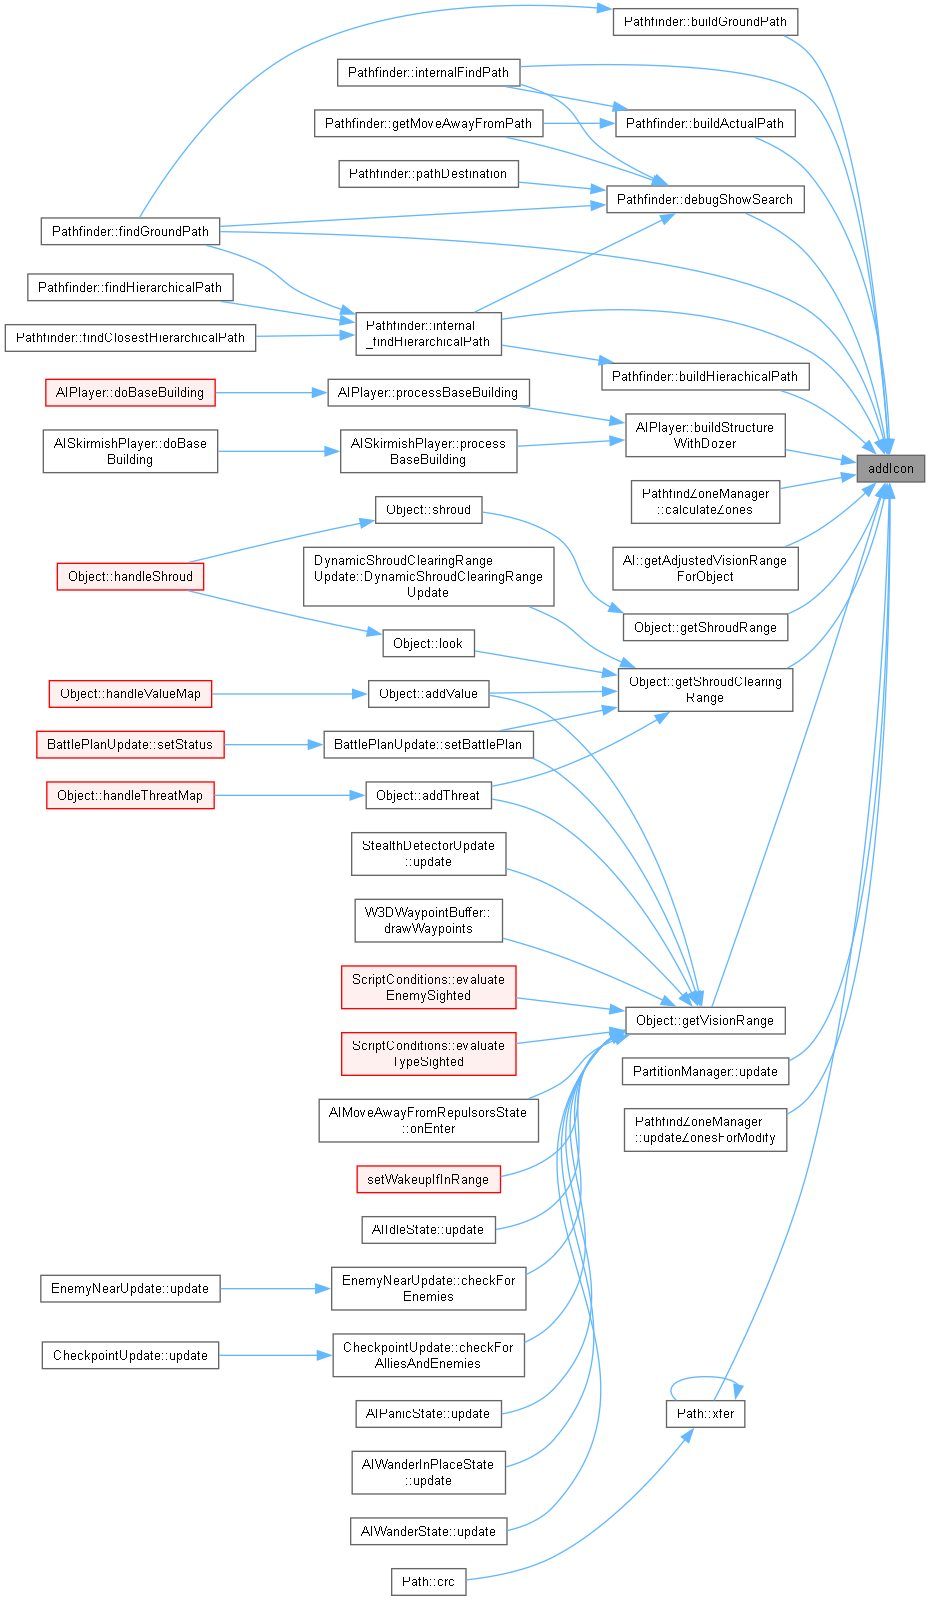 Pathfinder::buildGroundPath
Pathfinder::internalFindPath
Pathfinder::getMoveAwayFromPath
Pathfinder::buildActualPath
Pathfinder::pathDestination
Pathfinder::debugShowSearch
Pathfinder::findGroundPath
Pathfinder::findHierarchicalPath
Pathfinder::findClosestHierarchicalPath
Pathfinder::internal
_findHierarchicalPath
Pathfinder::buildHierachicalPath
AIPlayer::doBaseBuilding
AIPlayer::processBaseBuilding
AIPlayer::buildStructure
WithDozer
AISkirmishPlayer::doBase
Building
AISkirmishPlayer::process
BaseBuilding
addIcon
PathfindZoneManager
::calculateZones
Object::shroud
AI::getAdjustedVisionRange
ForObject
DynamicShroudClearingRange
Update::DynamicShroudClearingRange
Update
Object::handleShroud
Object::getShroudRange
Object::look
Object::getShroudClearing
Range
Object::handleValueMap
Object::addValue
BattlePlanUpdate::setStatus
BattlePlanUpdate::setBattlePlan
Object::handleThreatMap
Object::addThreat
StealthDetectorUpdate
::update
W3DWaypointBuffer::
drawWaypoints
ScriptConditions::evaluate
EnemySighted
Object::getVisionRange
ScriptConditions::evaluate
TypeSighted
PartitionManager::update
AIMoveAwayFromRepulsorsState
::onEnter
PathfindZoneManager
::updateZonesForModify
setWakeupIfInRange
AIIdleState::update
EnemyNearUpdate::update
EnemyNearUpdate::checkFor
Enemies
CheckpointUpdate::update
CheckpointUpdate::checkFor
AlliesAndEnemies
AIPanicState::update
Path::xfer
AIWanderInPlaceState
::update
AIWanderState::update
Path::crc